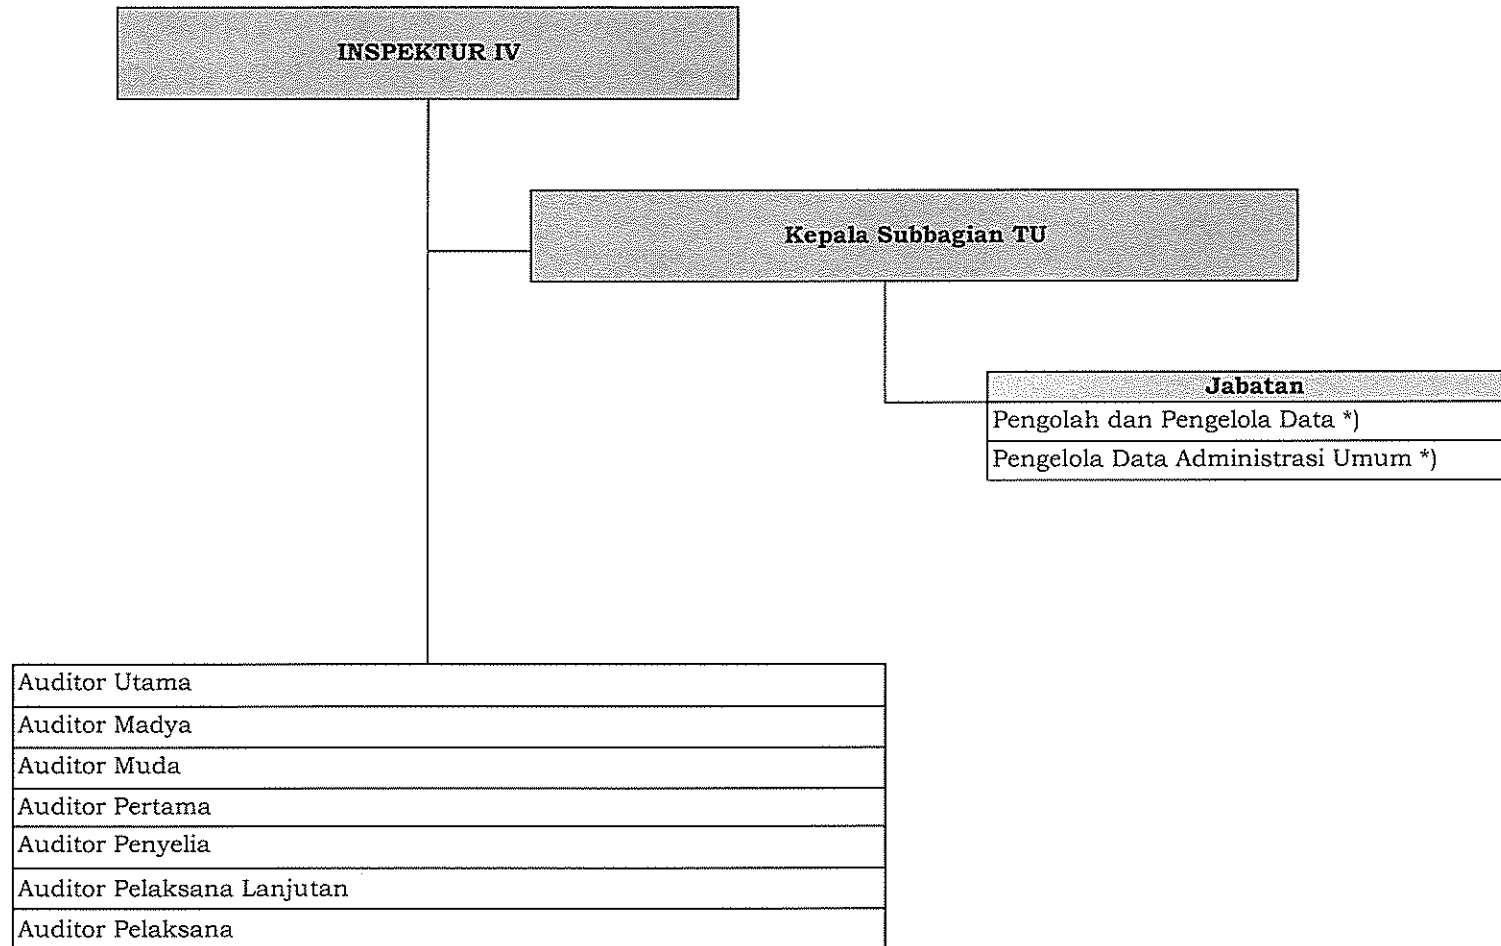 INSPEKTUR IV
Kepala Subbagian TU
Jabatan
Pengolah dan Pengelola Data *)
Pengelola Data Administrasi Umum *)
Auditor Utama
Auditor Madya
Auditor Muda
Auditor Pertama
Auditor Penyelia
Auditor Pelaksana Lanjutan
Auditor Pelaksana